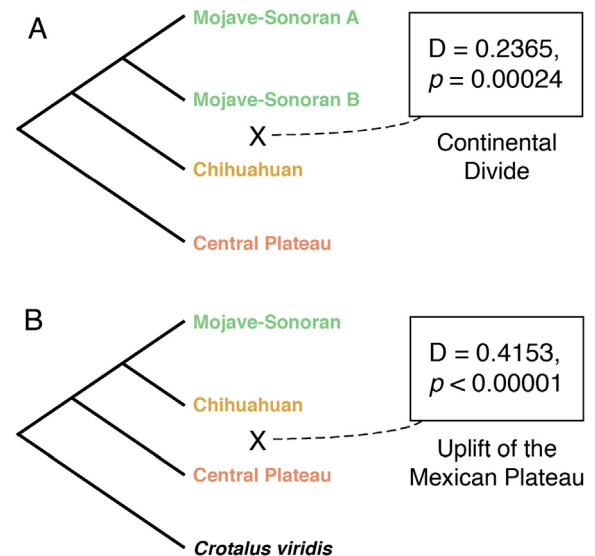 A
Mojave-Sonoran A
Mojave-Sonoran B
X
Chihuahuan
Central Plateau
D = 0.2365,
p = 0.00024
Continental
Divide
B
Mojave-Sonoran
Chihuahuan
X
Central Plateau
Crotalus viridis
D = 0.4153,
p < 0.00001
Uplift of the
Mexican Plateau